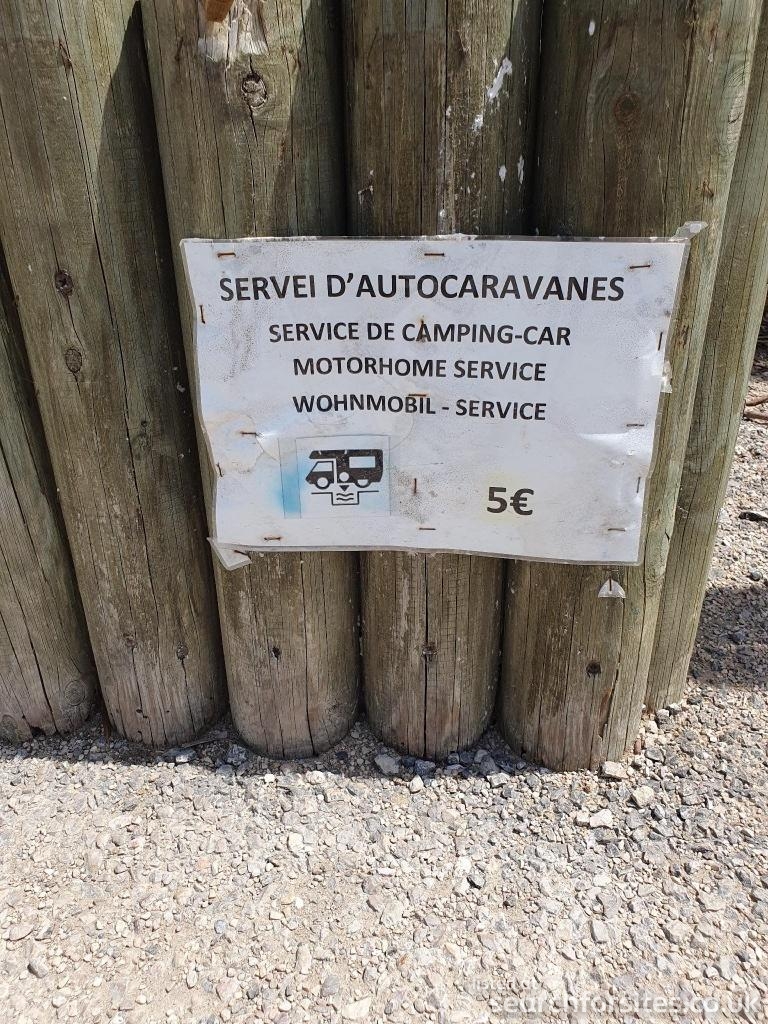 SERVEI D'AUTOCARAVANES
SERVICE DE CAMPING-CAR
MOTORHOME SERVICE
WOHNMOBIL - SERVICE
5€
searchforsites.co.uk